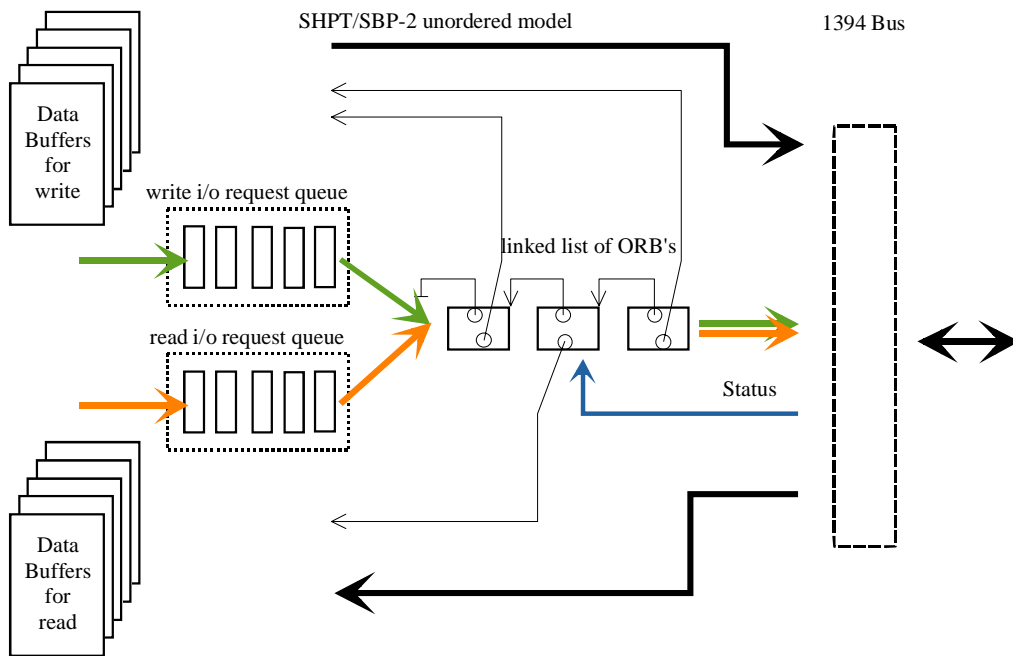 SHPT/SBP-2 unordered model
1394 Bus
Data
Buffers
for
write
write i/o request queue
linked list of ORB's
read i/o request queue
Status
Data
Buffers
for
read